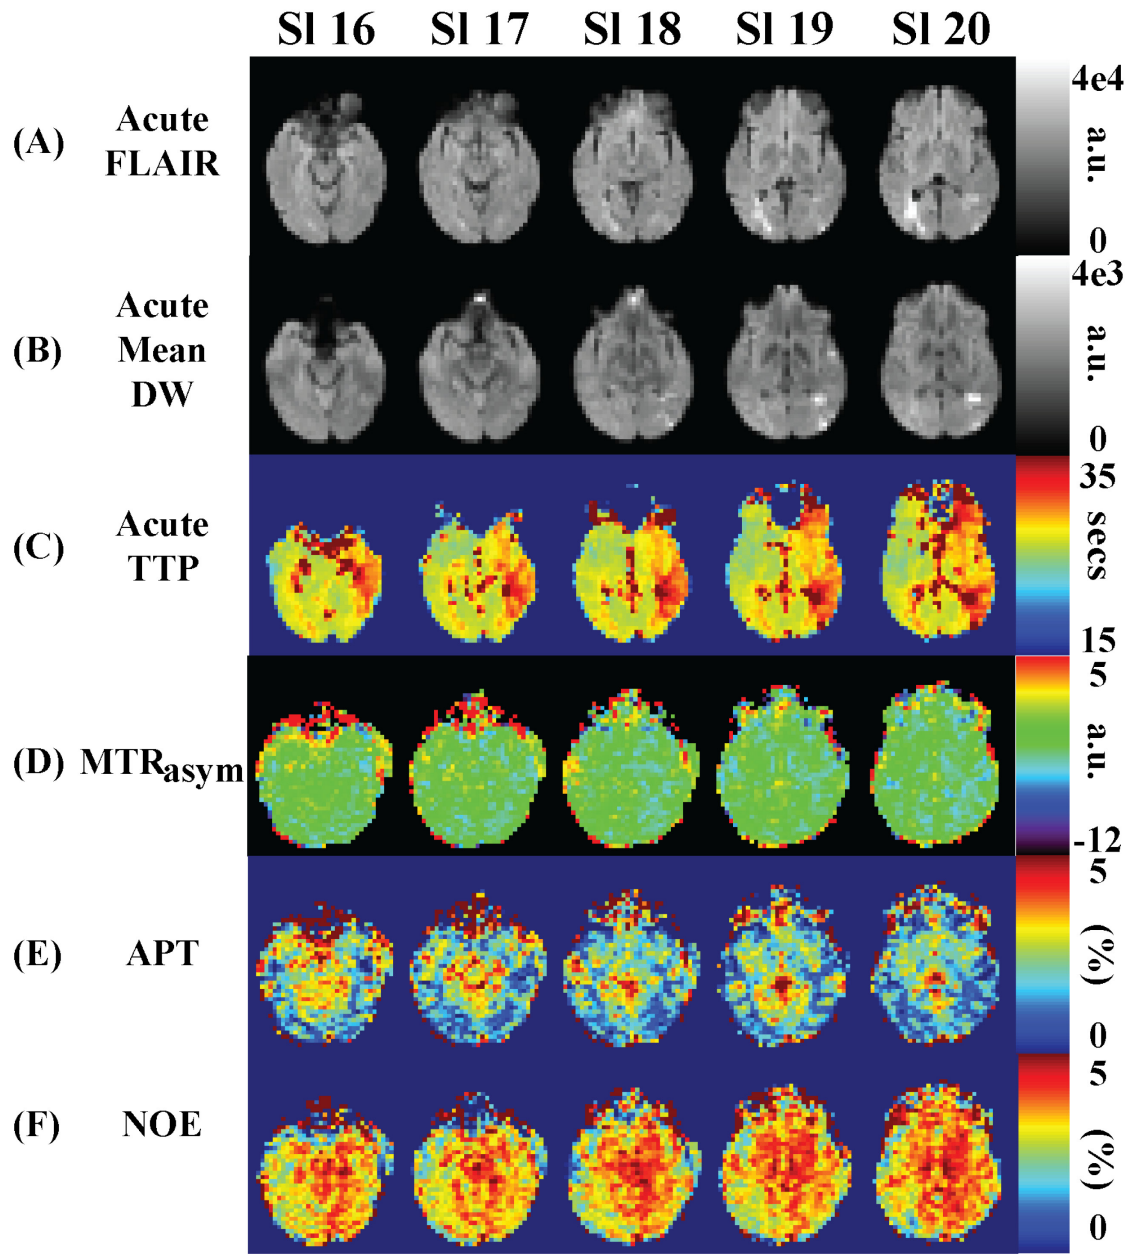 Sl 16 Sl 17 Sl 18 Sl 19 Sl 20
(A) Acute FLAIR
4e4
a.u.
0
(B) Acute Mean DW
4e3
a.u.
0
(C) Acute TTP
35
secs
15
(D) MTRasym
5
a.u.
-12
(E) APT
5
(%)
0
(F) NOE
5
(%)
0